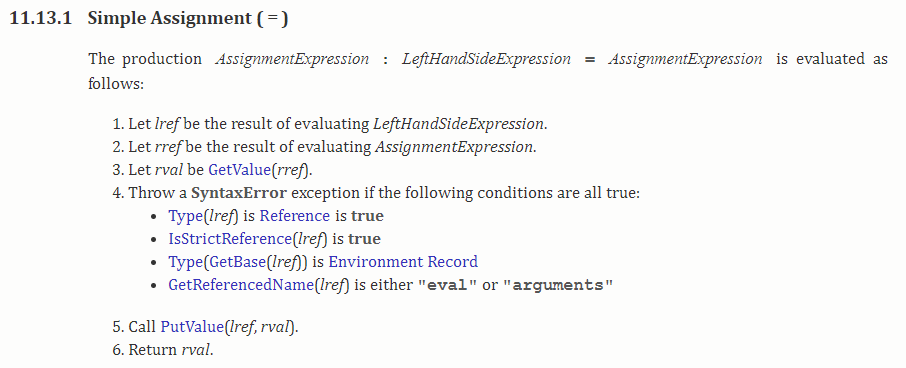 11.13.1 Simple Assignment ( = )
The production AssignmentExpression : LeftHandSideExpression = AssignmentExpression is evaluated as
follows:
1. Let lref be the result of evaluating LeftHandSideExpression.
2. Let rref be the result of evaluating AssignmentExpression.
3. Let rval be GetValue(rref).
4. Throw a SyntaxError exception if the following conditions are all true:
• Type(lref) is Reference is true
• IsStrictReference(lref) is true
• Type(GetBase(lref)) is Environment Record
• GetReferencedName(lref) is either "eval" or "arguments"
5. Call PutValue(lref, rval).
6. Return rval.